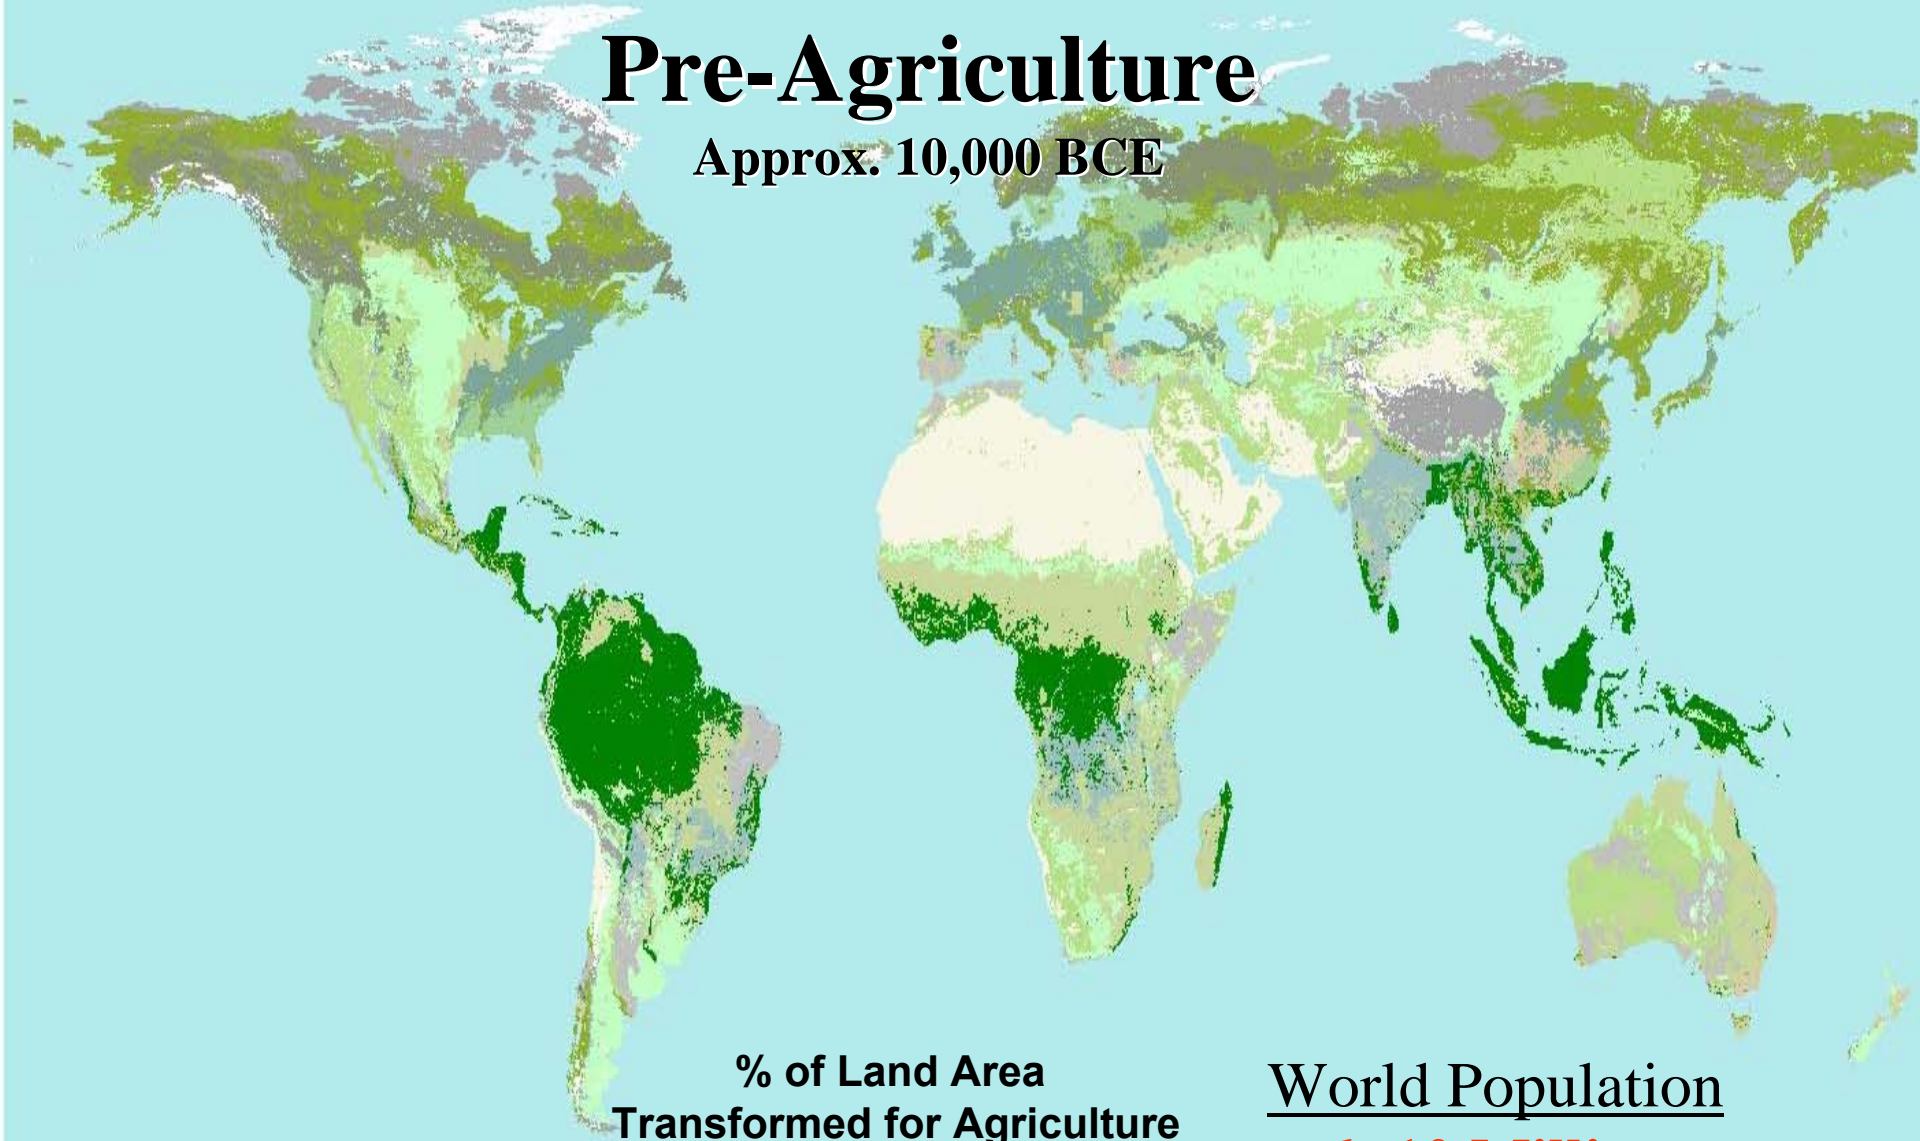 Pre-Agriculture
Approx. 10,000 BCE
% of Land Area
Transformed for Agriculture
World Population